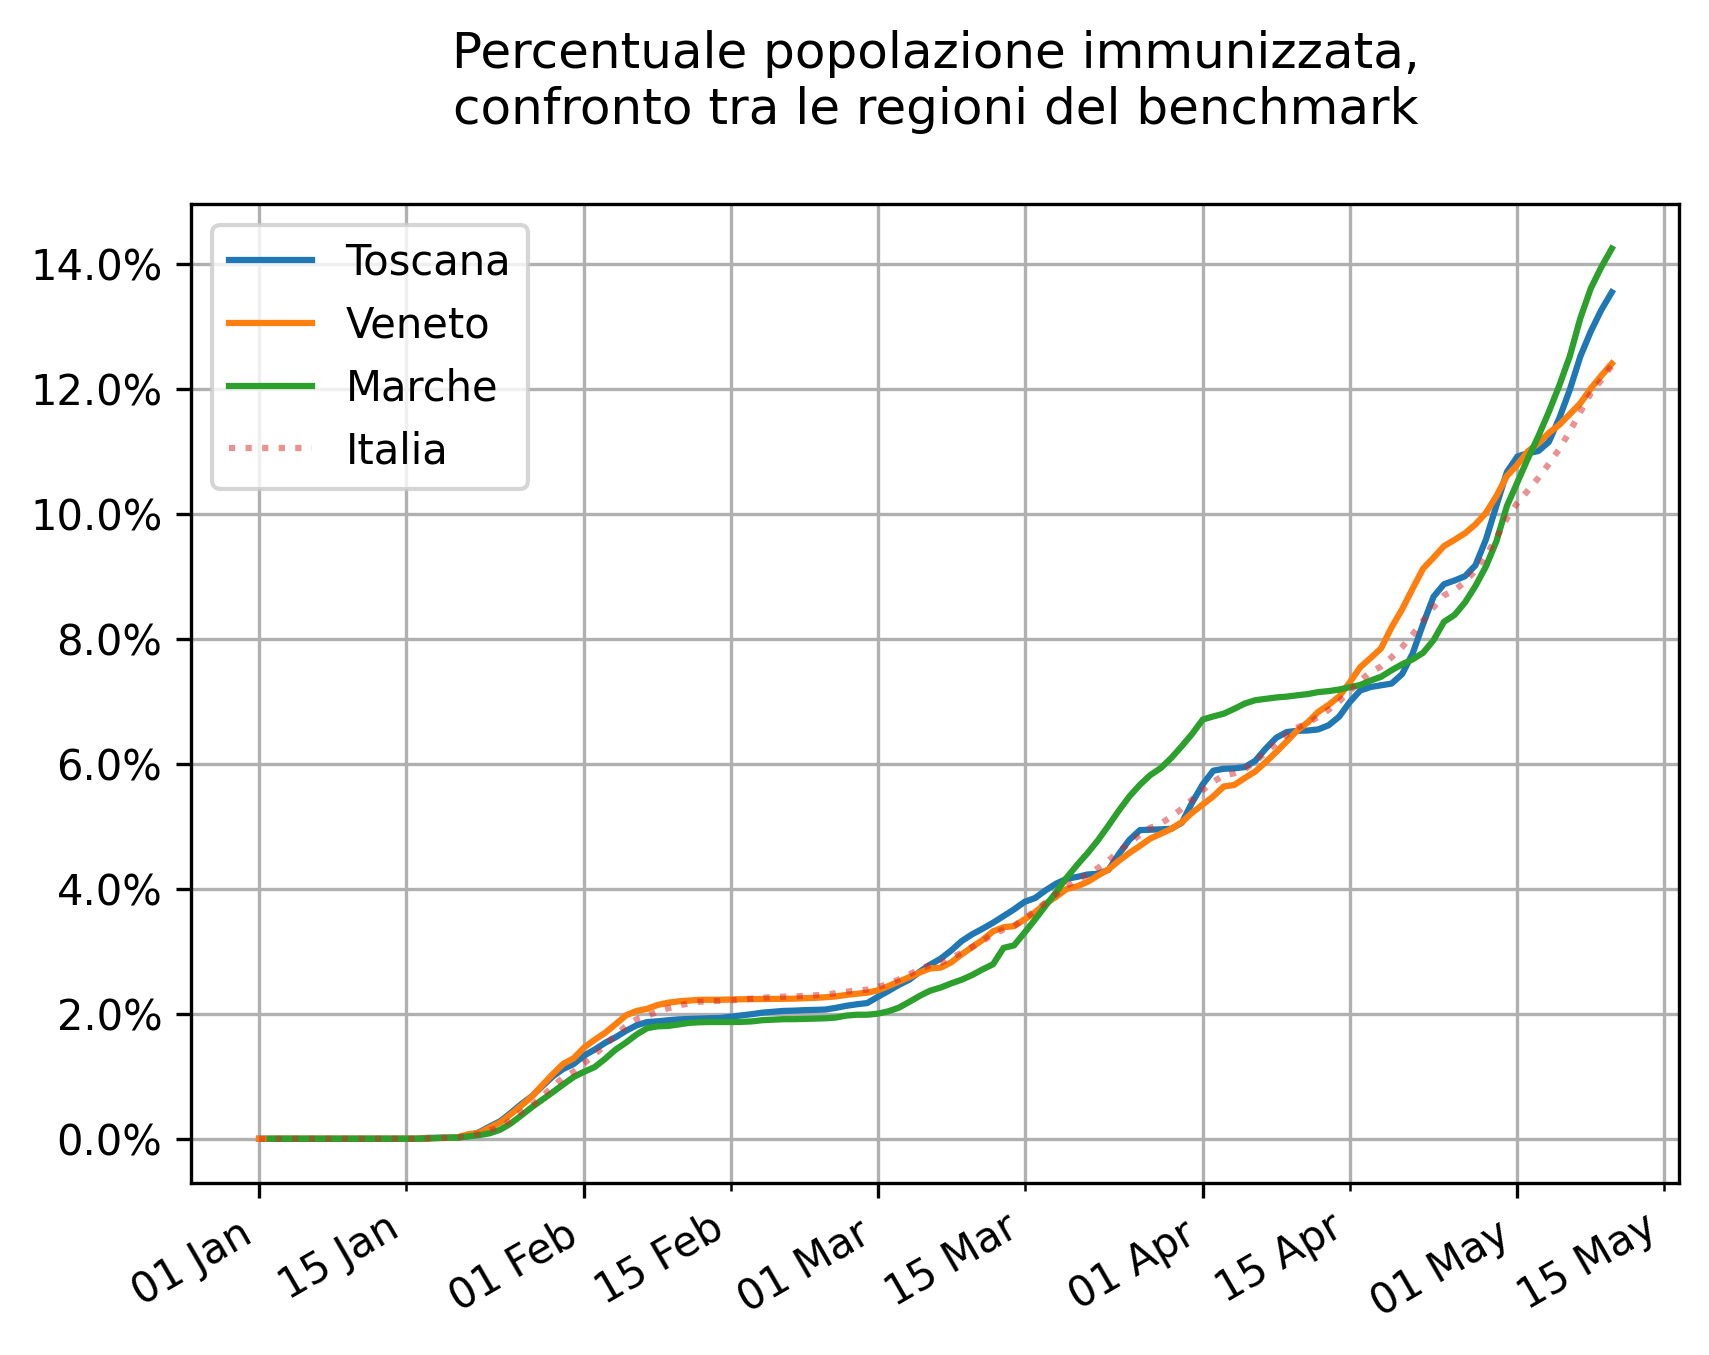 Percentuale popolazione immunizzata,
confronto tra le regioni del benchmark
Toscana
Veneto
Marche
Italia
14.0%
12.0%
10.0%
8.0%
6.0%
4.0%
2.0%
0.0%
01 Jan
15 Jan
01 Feb
15 Feb
01 Mar
15 Mar
01 Apr
15 Apr
01 May
15 May